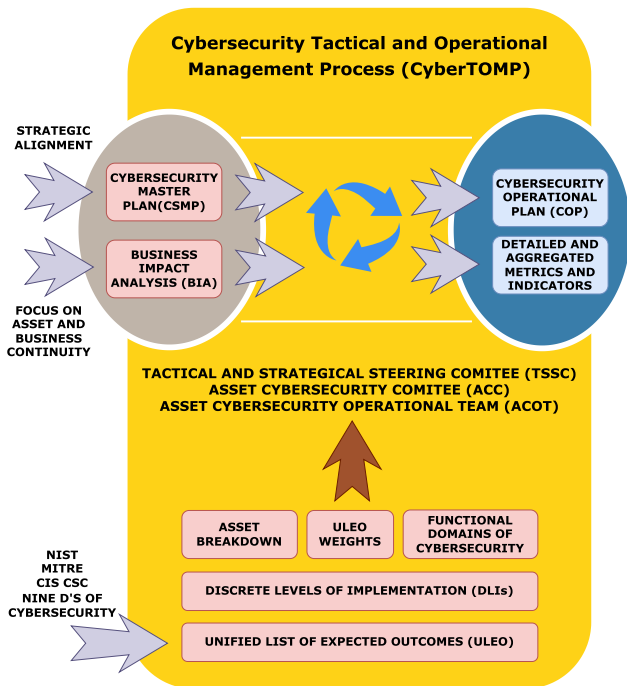 Cybersecurity Tactical and Operational
Management Process (CyberTOMP)
STRATEGIC
ALIGNMENT
CYBERSECURITY
MASTER
PLAN(CSMP)
BUSINESS
IMPACT
ANALYSIS (BIA)
FOCUS ON
ASSET AND
BUSINESS
CONTINUITY
CYBERSECURITY
OPERATIONAL
PLAN (COP)
DETAILED AND
AGGREGATED
METRICS AND
INDICATORS
TACTICAL AND STRATEGICAL STEERING COMITEE (TSSC)
ASSET CYBERSECURITY COMITEE (ACC)
ASSET CYBERSECURITY OPERATIONAL TEAM (ACOT)
ASSET
BREAKDOWN
ULEO
WEIGHTS
FUNCTIONAL
DOMAINS OF
CYBERSECURITY
DISCRETE LEVELS OF IMPLEMENTATION (DLIs)
UNIFIED LIST OF EXPECTED OUTCOMES (ULEO)
NIST
MITRE
CIS CSC
NINE D'S OF
CYBERSECURITY